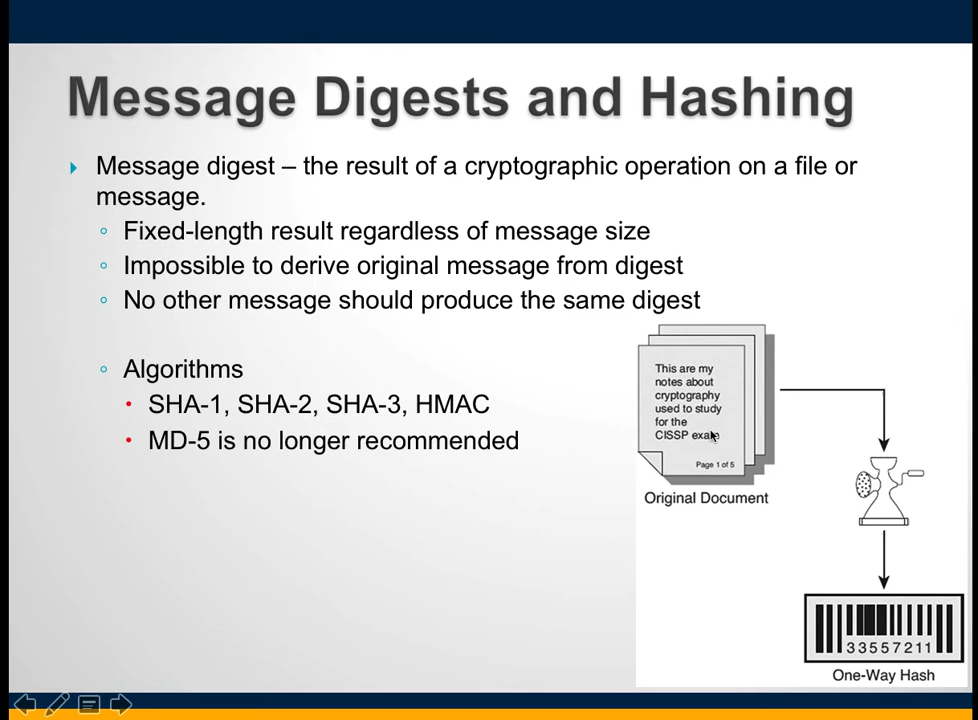 Message Digests and Hashing
Message digest – the result of a cryptographic operation on a file or
message.
Fixed-length result regardless of message size
Impossible to derive original message from digest
No other message should produce the same digest
Algorithms
SHA-1, SHA-2, SHA-3, HMAC
MD-5 is no longer recommended
This are my
notes about
cryptography
used to study
for the
CISSP exam
Page 1 of 5
Original Document
33557211
One-Way Hash